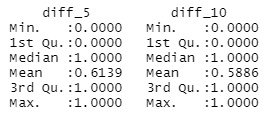 diff_5 diff_10
Min. :0.0000 Min. :0.0000
1st Qu.:0.0000 1st Qu.:0.0000
Median :1.0000 Median :1.0000
Mean :0.6139 Mean :0.5886
3rd Qu.:1.0000 3rd Qu.:1.0000
Max. :1.0000 Max. :1.0000